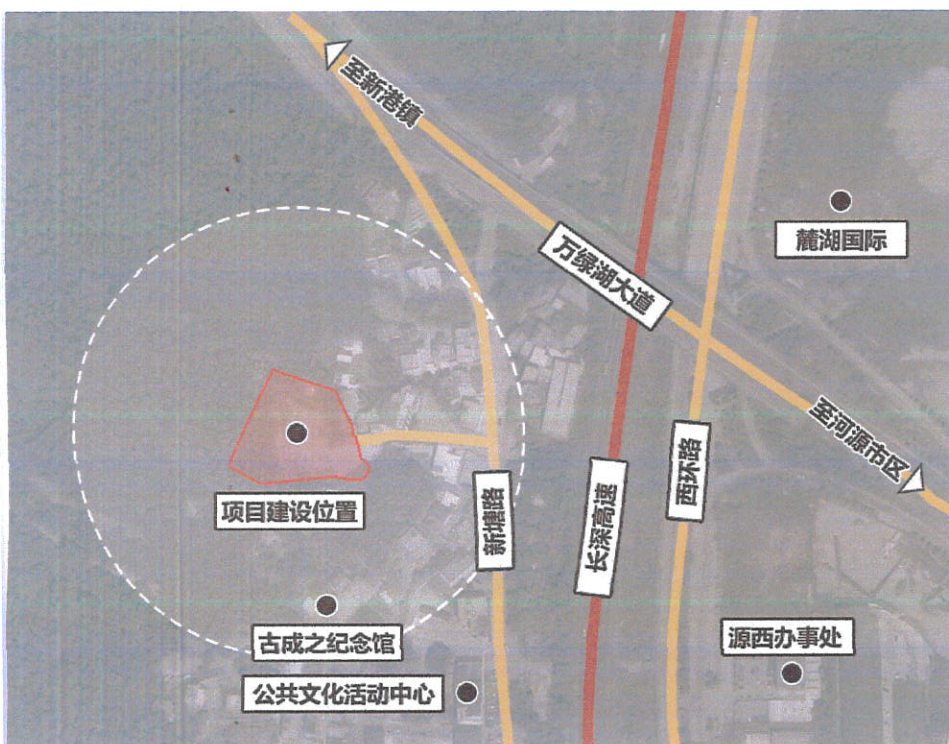 至新港镇
麓湖国际
万绿湖大道
至河源市区
西环路
项目建设位置
新塘路
长深高速
古成之纪念馆
源西办事处
公共文化活动中心